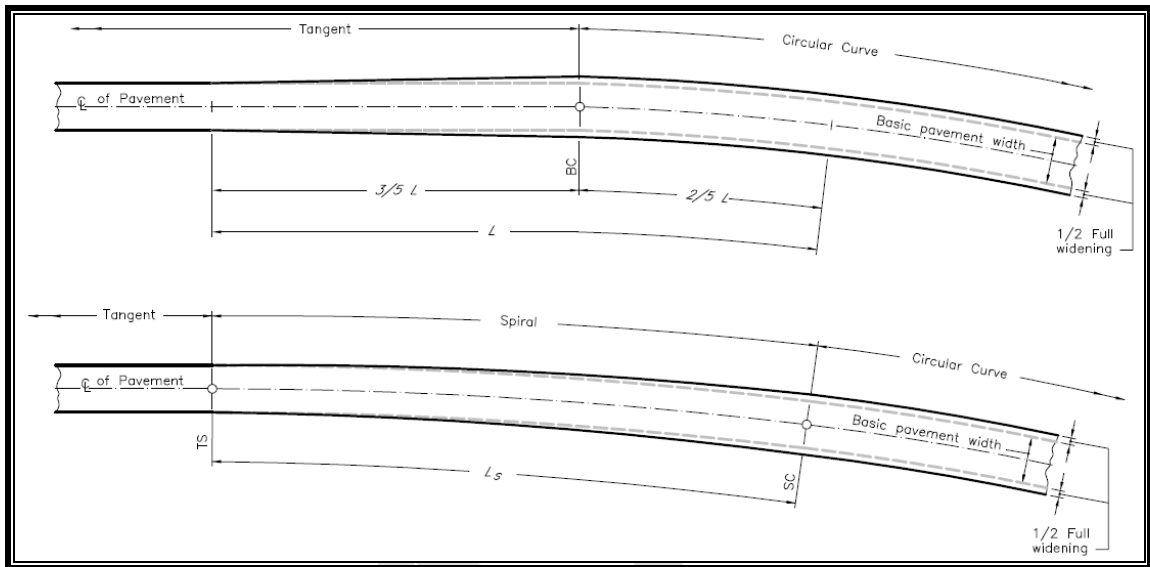 Tangent
Circular Curve
℄ of Pavement
Basic pavement width
BC
3/5 L
2/5 L
L
1/2 Full
widening
Tangent
Spiral
Circular Curve
℄ of Pavement
Basic pavement width
TS
Ls
SC
1/2 Full
widening